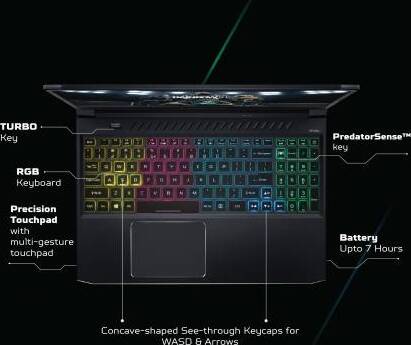 TURBO
Key
RGB
Keyboard
Precision
Touchpad
with
multi-gesture
touchpad
PredatorSense™
key
Battery
Upto 7 Hours
Concave-shaped See-through Keycaps for
WASD & Arrows